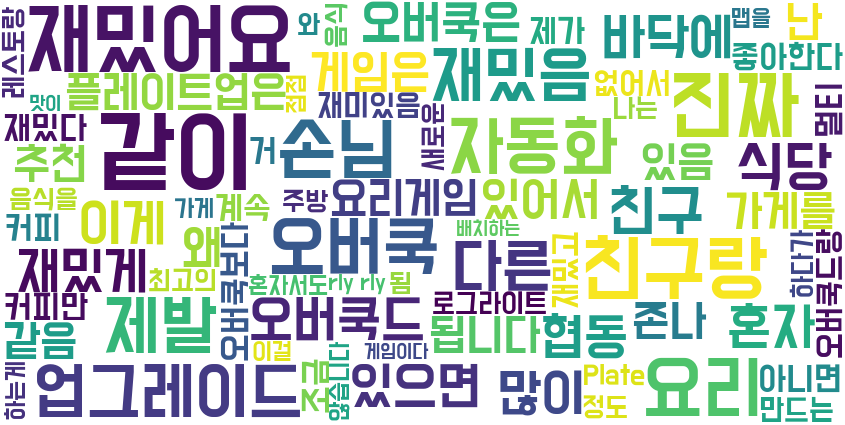 레스토랑
재밌어요
와
음식
오버쿡은
제가
바닥에
맵을
난
좋아한다
맛이
플레이트업은
점점
게임은
재밌음
없어서
진짜
멀티
재밌다
같이
재미있음
새로운
나는
추천
거
손님
자동화
있음
식당
음식을
이게
가게
계속
주방
요리게임
있어서
친구
가게를
커피
왜
오버쿡보다
오버쿡
배치하는
다른
재밌고
친구랑
하다가
오버쿡드랑
재밌게
최고의
혼자서도
rly rly
됨
커피만
제발
오버쿡드
로그라이트
됩니다
협동
존나
혼자
같음
이걸
조금
않습니다
게임이다
하는게
업그레이드
있으면
많이
Plate
정도
요리
아니면
만드는